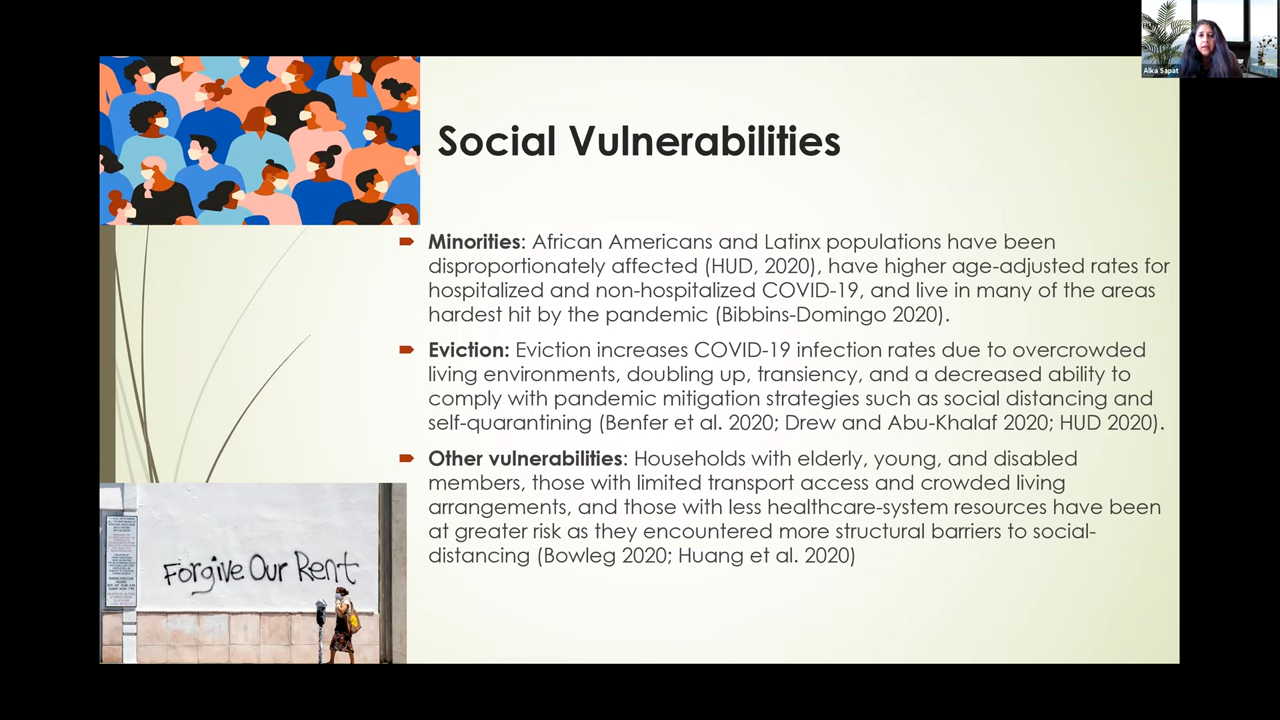 Alka Sapat
Social Vulnerabilities
Minorities: African Americans and Latinx populations have been
disproportionately affected (HUD, 2020), have higher age-adjusted rates for
hospitalized and non-hospitalized COVID-19, and live in many of the areas
hardest hit by the pandemic (Bibbins-Domingo 2020).
Eviction: Eviction increases COVID-19 infection rates due to overcrowded
living environments, doubling up, transiency, and a decreased ability to
comply with pandemic mitigation strategies such as social distancing and
self-quarantining (Benfer et al. 2020; Drew and Abu-Khalaf 2020; HUD 2020).
Other vulnerabilities: Households with elderly, young, and disabled
members, those with limited transport access and crowded living
arrangements, and those with less healthcare-system resources have been
at greater risk as they encountered more structural barriers to social-
distancing (Bowleg 2020; Huang et al. 2020)
Forgive Our Rent